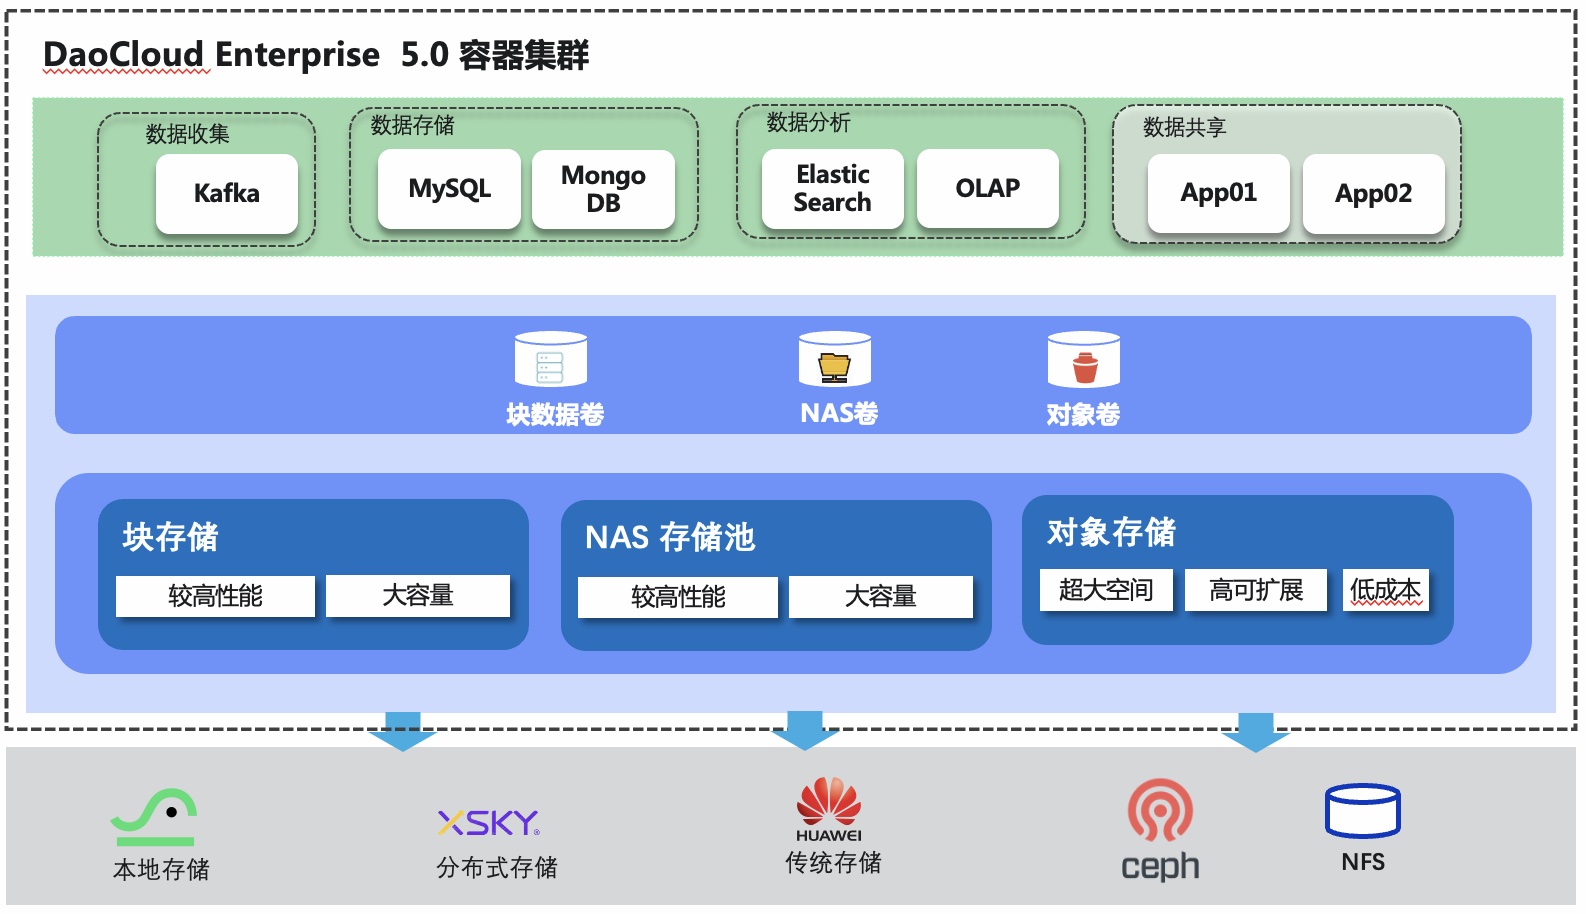 DaoCloud Enterprise 5.0 容器集群
数据收集
Kafka
数据存储
MySQL
Mongo
DB
数据分析
Elastic
Search
OLAP
数据共享
App01
App02
块数据卷
NAS卷
对象卷
块存储
较高性能
大容量
NAS 存储池
较高性能
大容量
对象存储
超大空间
高可扩展
低成本
本地存储
XSKY®
分布式存储
HUAWEI
传统存储
ceph
NFS